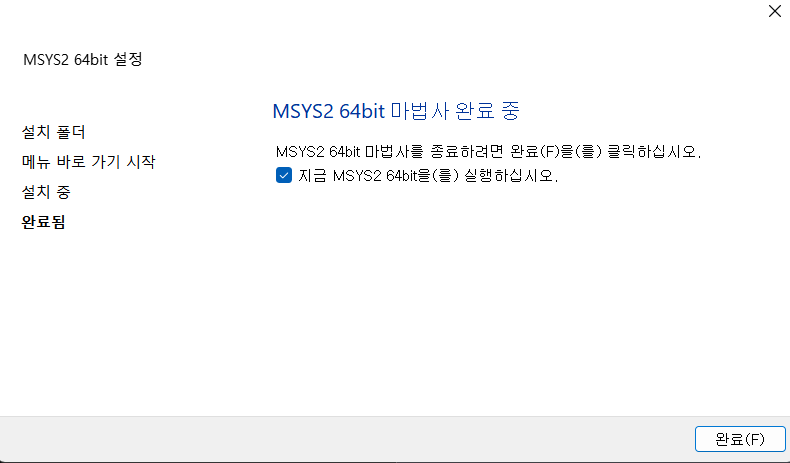 MSYS2 64bit 설정
설치 폴더
메뉴 바로 가기 시작
설치 중
완료됨
MSYS2 64bit 마법사 완료 중
MSYS2 64bit 마법사를 종료하려면 완료(F)을(를) 클릭하십시오.
지금 MSYS2 64bit을(를) 실행하십시오.
완료(F)